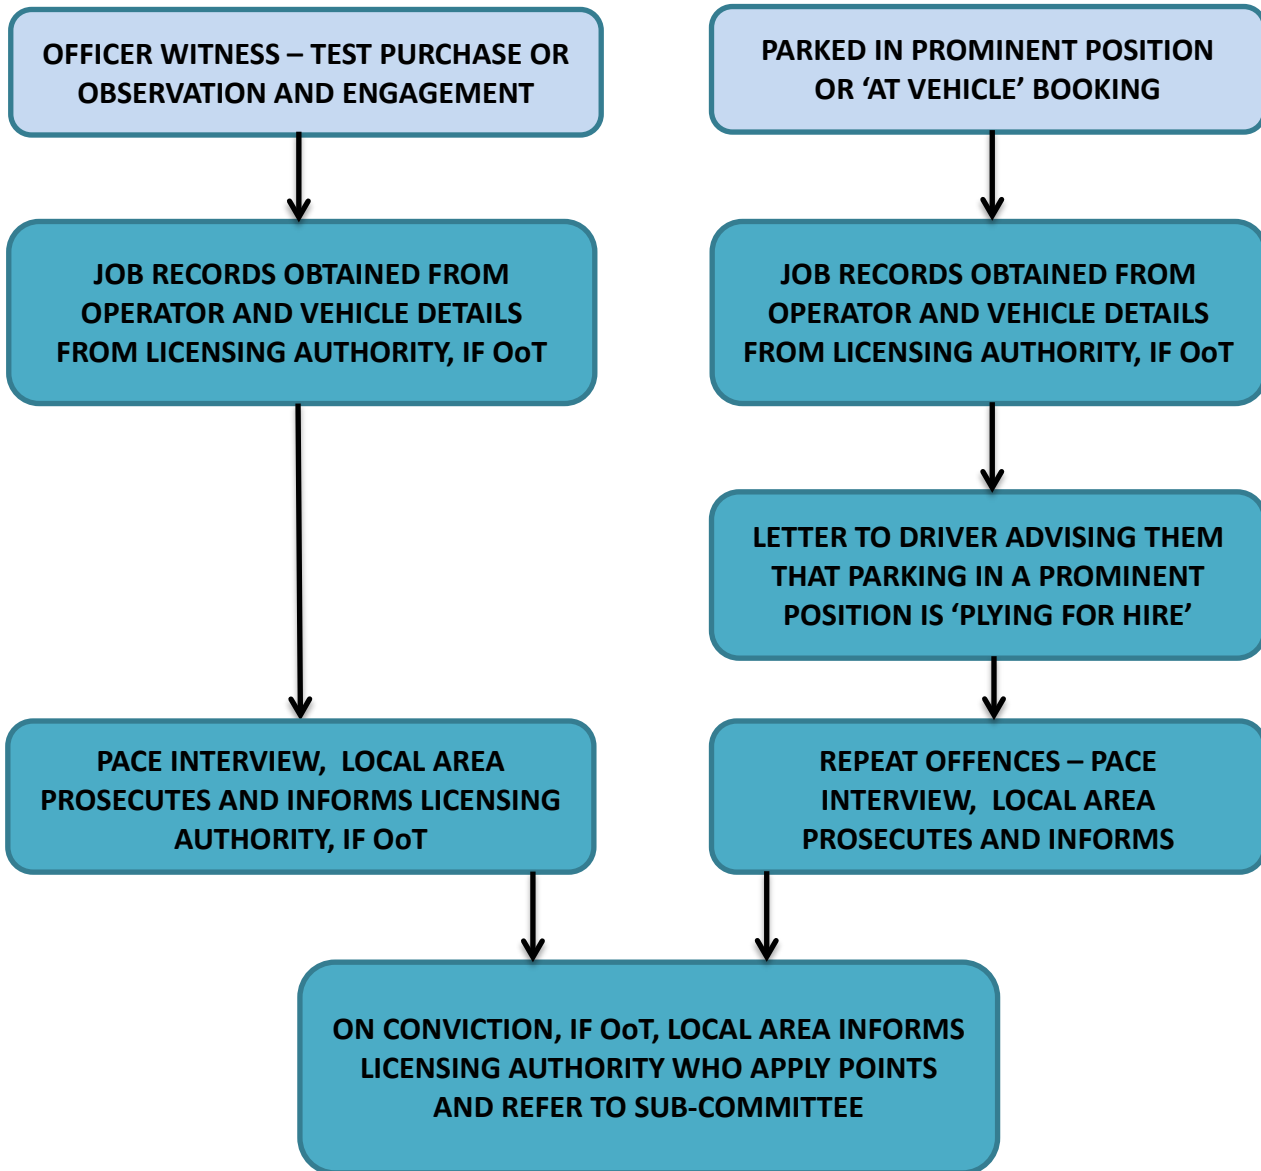 OFFICER WITNESS – TEST PURCHASE OR
OBSERVATION AND ENGAGEMENT
PARKED IN PROMINENT POSITION
OR ‘AT VEHICLE’ BOOKING
JOB RECORDS OBTAINED FROM
OPERATOR AND VEHICLE DETAILS
FROM LICENSING AUTHORITY, IF OoT
JOB RECORDS OBTAINED FROM
OPERATOR AND VEHICLE DETAILS
FROM LICENSING AUTHORITY, IF OoT
LETTER TO DRIVER ADVISING THEM
THAT PARKING IN A PROMINENT
POSITION IS ‘PLYING FOR HIRE’
PACE INTERVIEW, LOCAL AREA
PROSECUTES AND INFORMS LICENSING
AUTHORITY, IF OoT
REPEAT OFFENCES – PACE
INTERVIEW, LOCAL AREA
PROSECUTES AND INFORMS
ON CONVICTION, IF OoT, LOCAL AREA INFORMS
LICENSING AUTHORITY WHO APPLY POINTS
AND REFER TO SUB-COMMITTEE